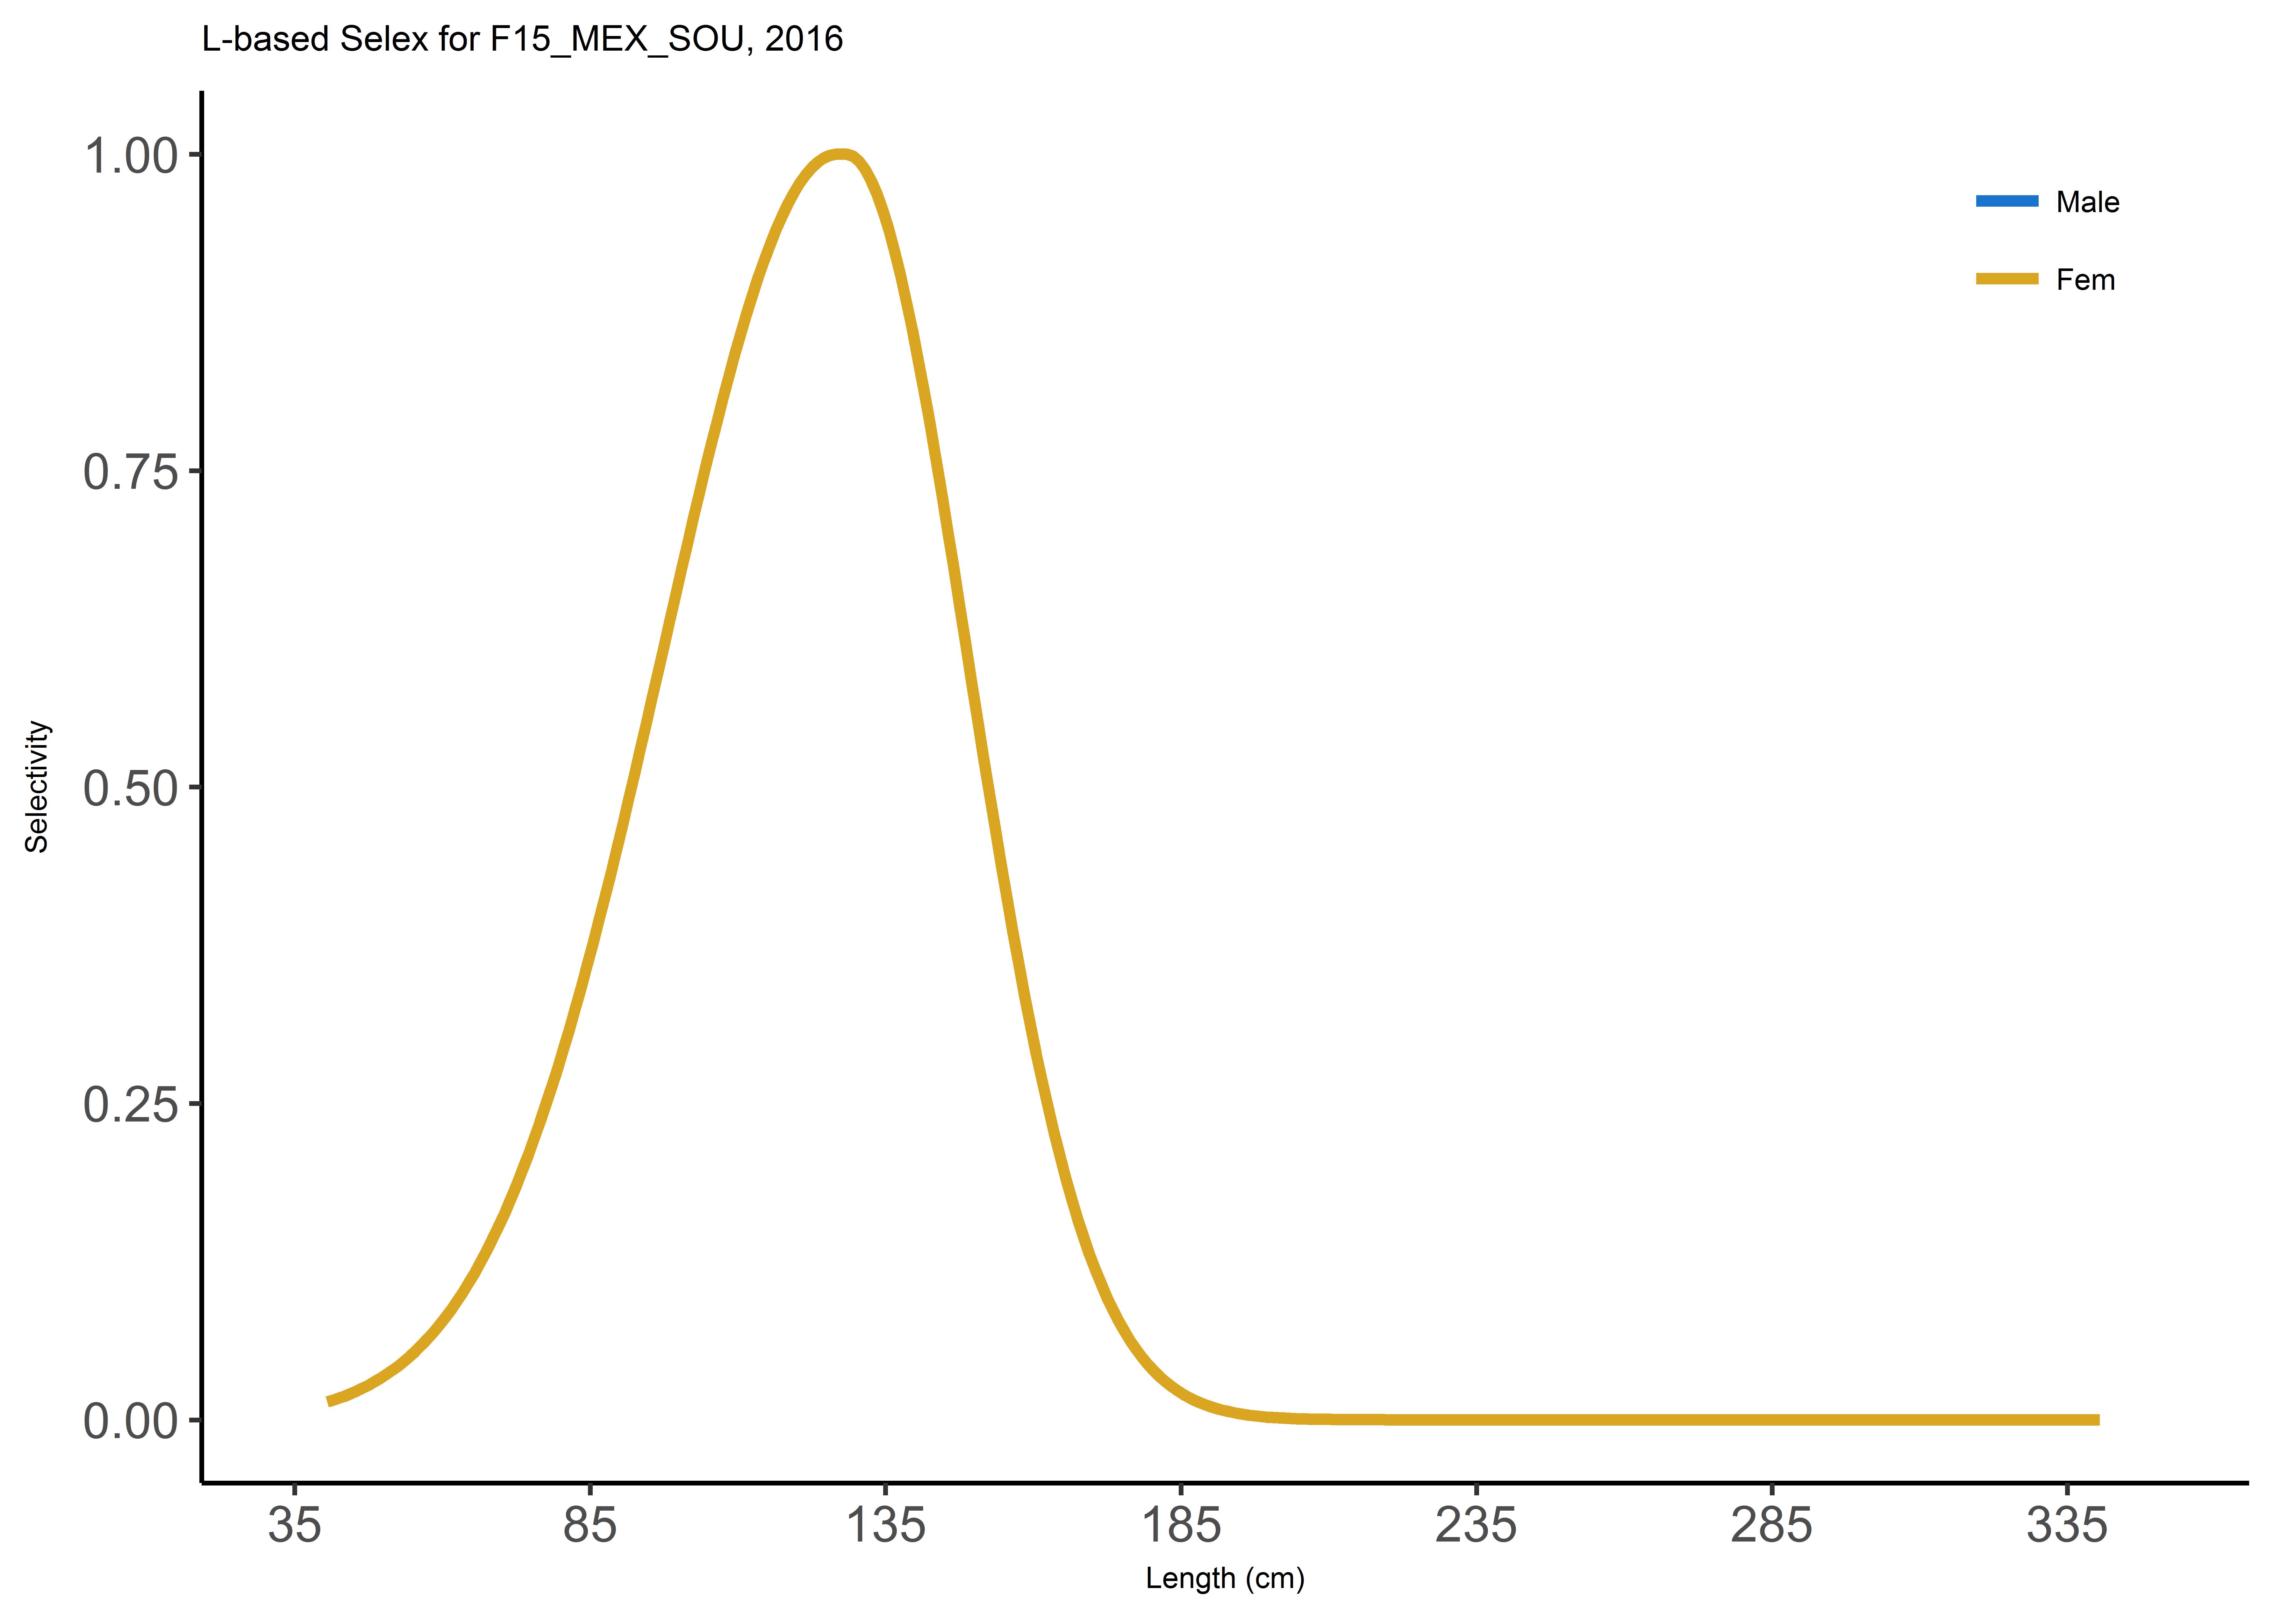 L-based Selex for F15_MEX_SOU, 2016
1.00
0.75
0.50
0.25
0.00
Selectivity
Male
Fem
35 85 135 185 235 285 335
Length (cm)